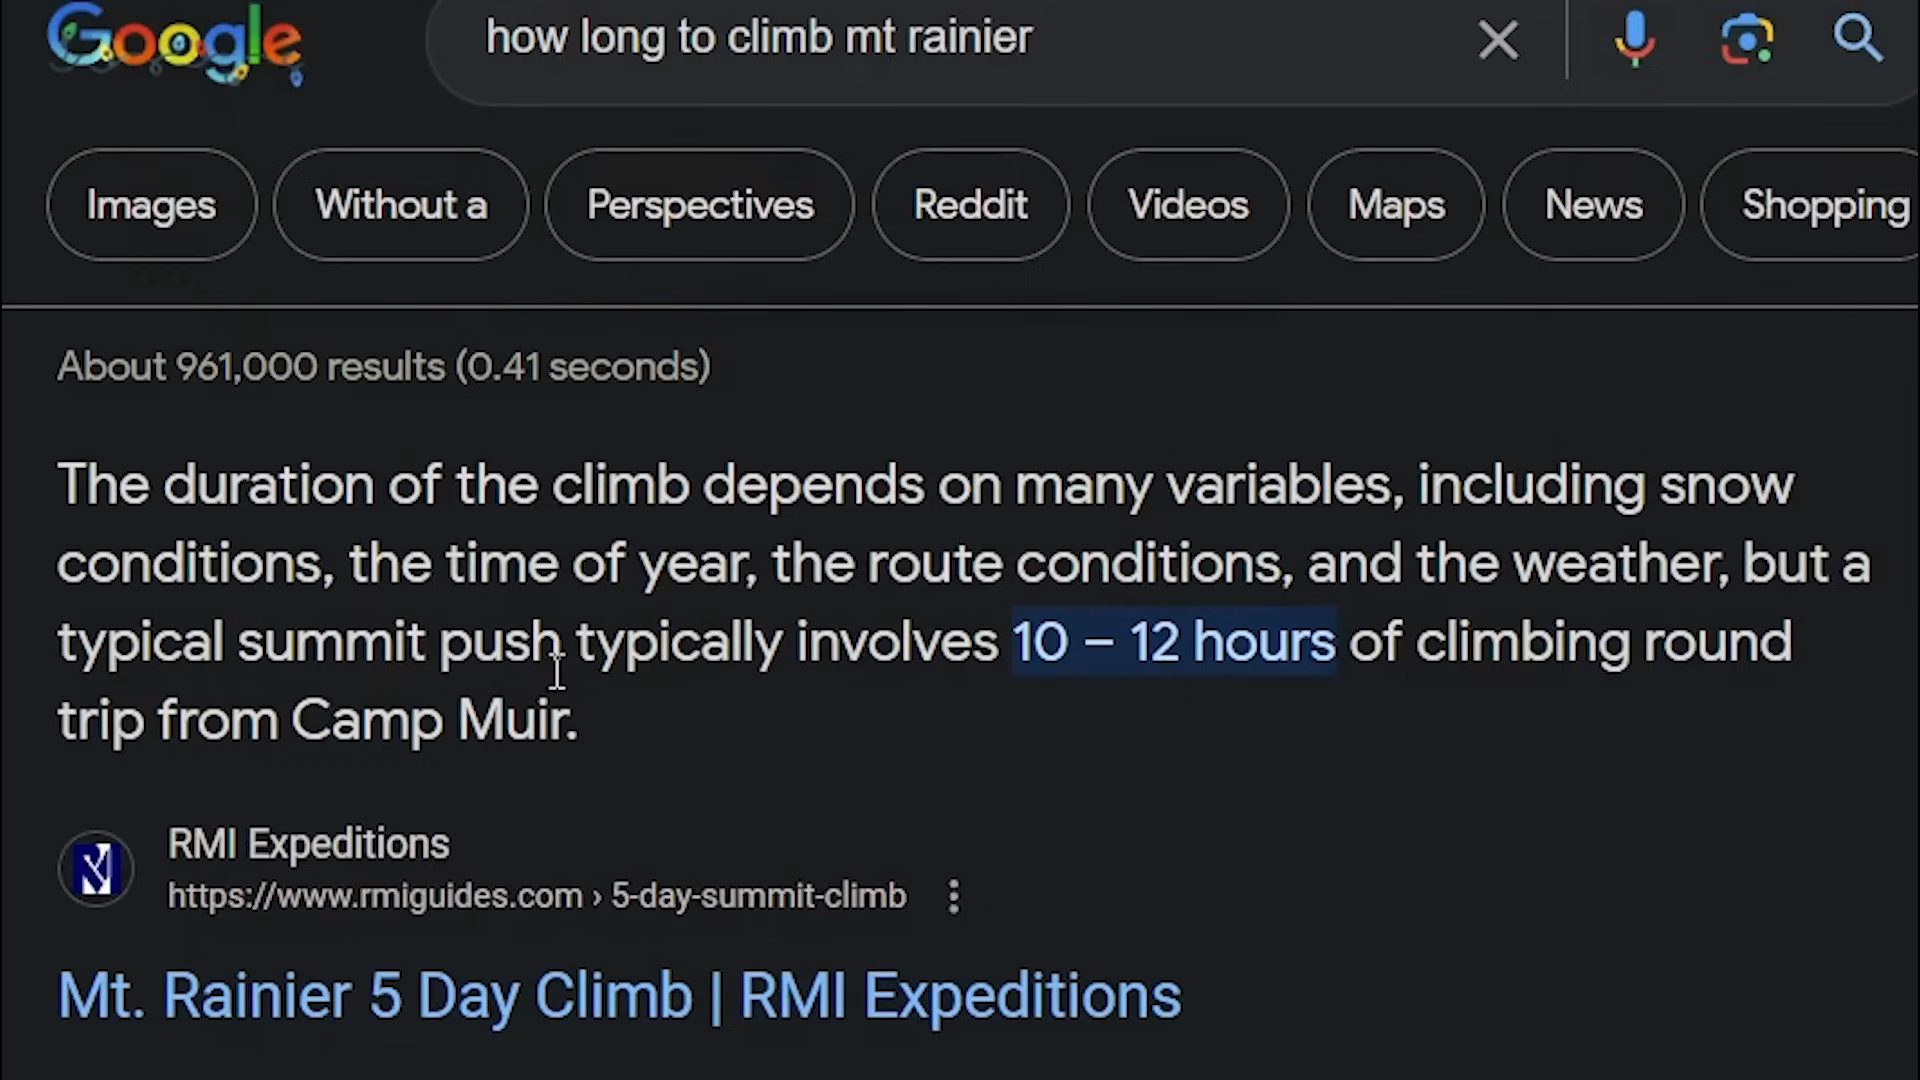 Google
how long to climb mt rainier
Images
Without a
Perspectives
Reddit
Videos
Maps
News
Shopping
About 961,000 results (0.41 seconds)
The duration of the climb depends on many variables, including snow
conditions, the time of year, the route conditions, and the weather, but a
typical summit push typically involves 10 – 12 hours of climbing round
trip from Camp Muir.
RMI Expeditions
https://www.rmiguides.com › 5-day-summit-climb
Mt. Rainier 5 Day Climb | RMI Expeditions